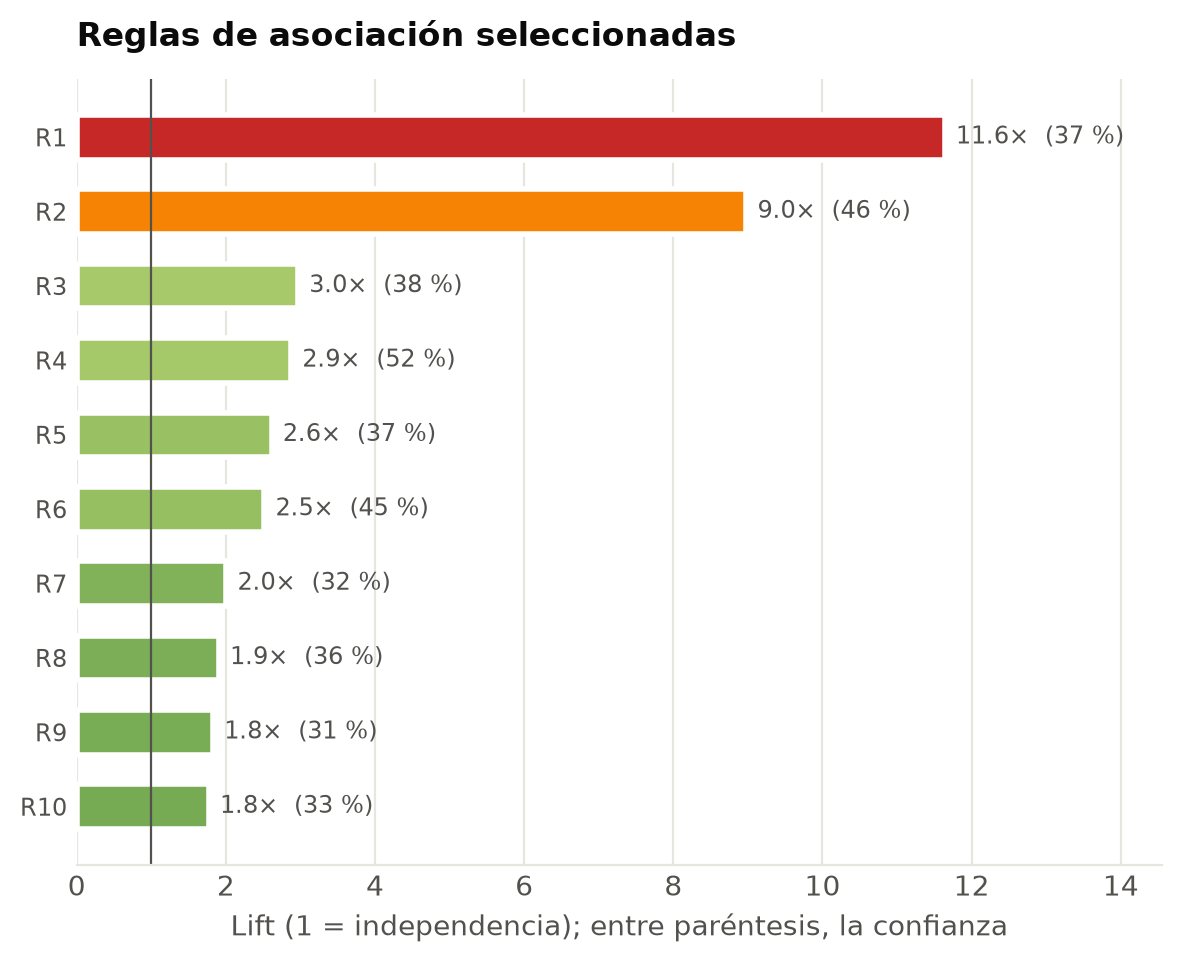 Reglas de asociación seleccionadas
R1 11.6× (37 %)
R2 9.0× (46 %)
R3 3.0× (38 %)
R4 2.9× (52 %)
R5 2.6× (37 %)
R6 2.5× (45 %)
R7 2.0× (32 %)
R8 1.9× (36 %)
R9 1.8× (31 %)
R10 1.8× (33 %)
0 2 4 6 8 10 12 14
Lift (1 = independencia); entre paréntesis, la confianza